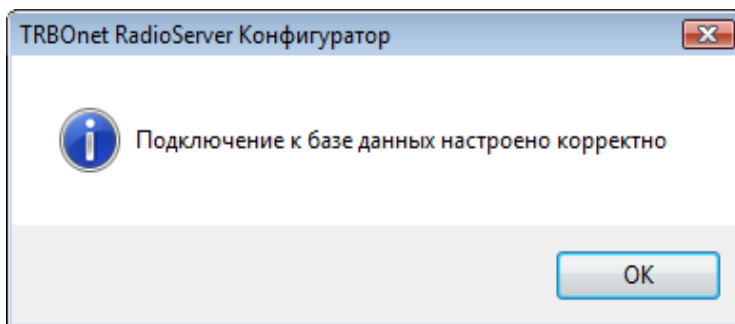 TRBOnet RadioServer Конфигуратор
Подключение к базе данных настроено корректно
OK